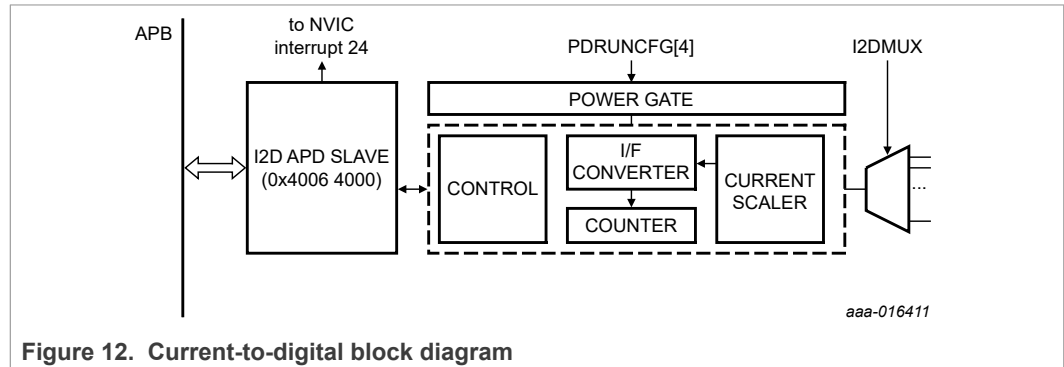 APB
to NVIC
interrupt 24
PDRUNCFG[4]
I2DMUX
POWER GATE
I2D APD SLAVE
(0x4006 4000)
CONTROL
I/F
CONVERTER
COUNTER
CURRENT
SCALER
...
aaa-016411
Figure 12. Current-to-digital block diagram